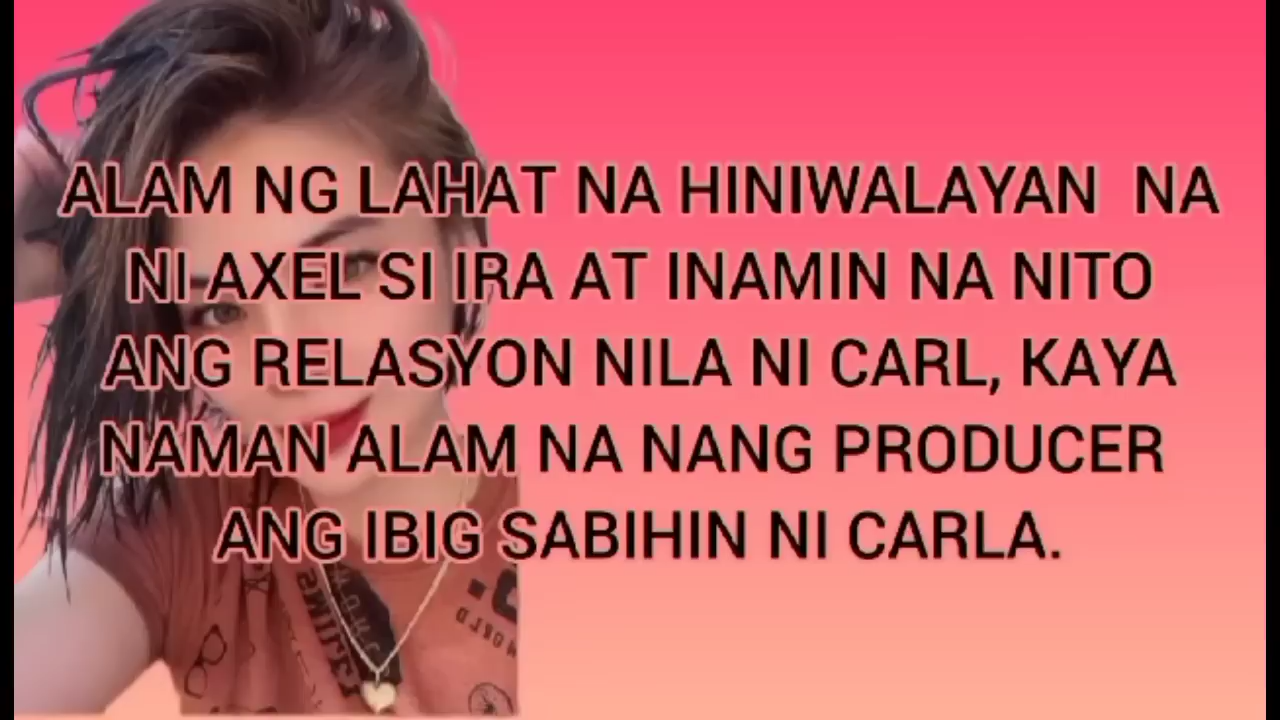 ALAM NG LAHAT NA HINIWALAYAN NA
NI AXEL SI IRA AT INAMIN NA NITO
ANG RELASYON NILA NI CARL, KAYA
NAMAN ALAM NA NANG PRODUCER
ANG IBIG SABIHIN NI CARLA.
WORLD